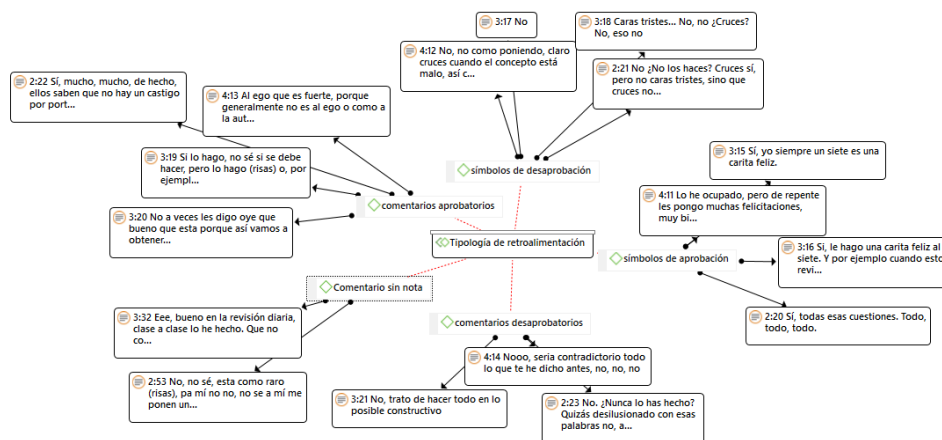 3:17 No
3:18 Caras tristes... No, no ¿Cruces?
No, eso no
4:12 No, no como poniendo, claro
cruces cuando el concepto está
malo, así c...
2:21 No ¿No los haces? Cruces sí,
pero no caras tristes, sino que
cruces no...
2:22 Sí, mucho, mucho, de hecho,
ellos saben que no hay un castigo
por port...
4:13 Al ego que es fuerte, porque
generalmente no es al ego o como a
la aut...
3:19 Si lo hago, no sé si se debe
hacer, pero lo hago (risas) o, por
ejempl...
3:20 No a veces les digo oye que
bueno que esta porque así vamos a
obtener...
símbolos de desaprobación
comentarios aprobatorios
3:15 Sí, yo siempre un siete es una
carita feliz.
4:11 Lo he ocupado, pero de repente
les pongo muchas felicitaciones,
muy bi...
Tipología de retroalimentación
símbolos de aprobación
3:16 Si, le hago una carita feliz al
siete. Y por ejemplo cuando esto
revi...
Comentario sin nota
2:20 Sí, todas esas cuestiones. Todo,
todo, todo.
3:32 Eee, bueno en la revisión diaria,
clase a clase lo he hecho. Que no
co...
comentarios desaprobatorios
2:53 No, no sé, esta como raro
(risas), pa mí no no, no se a mí me
ponen un...
4:14 Nooo, seria contradictorio todo
lo que te he dicho antes, no, no, no
3:21 No, trato de hacer todo en lo
posible constructivo
2:23 No. ¿Nunca lo has hecho?
Quizás desilusionado con esas
palabras no, a...